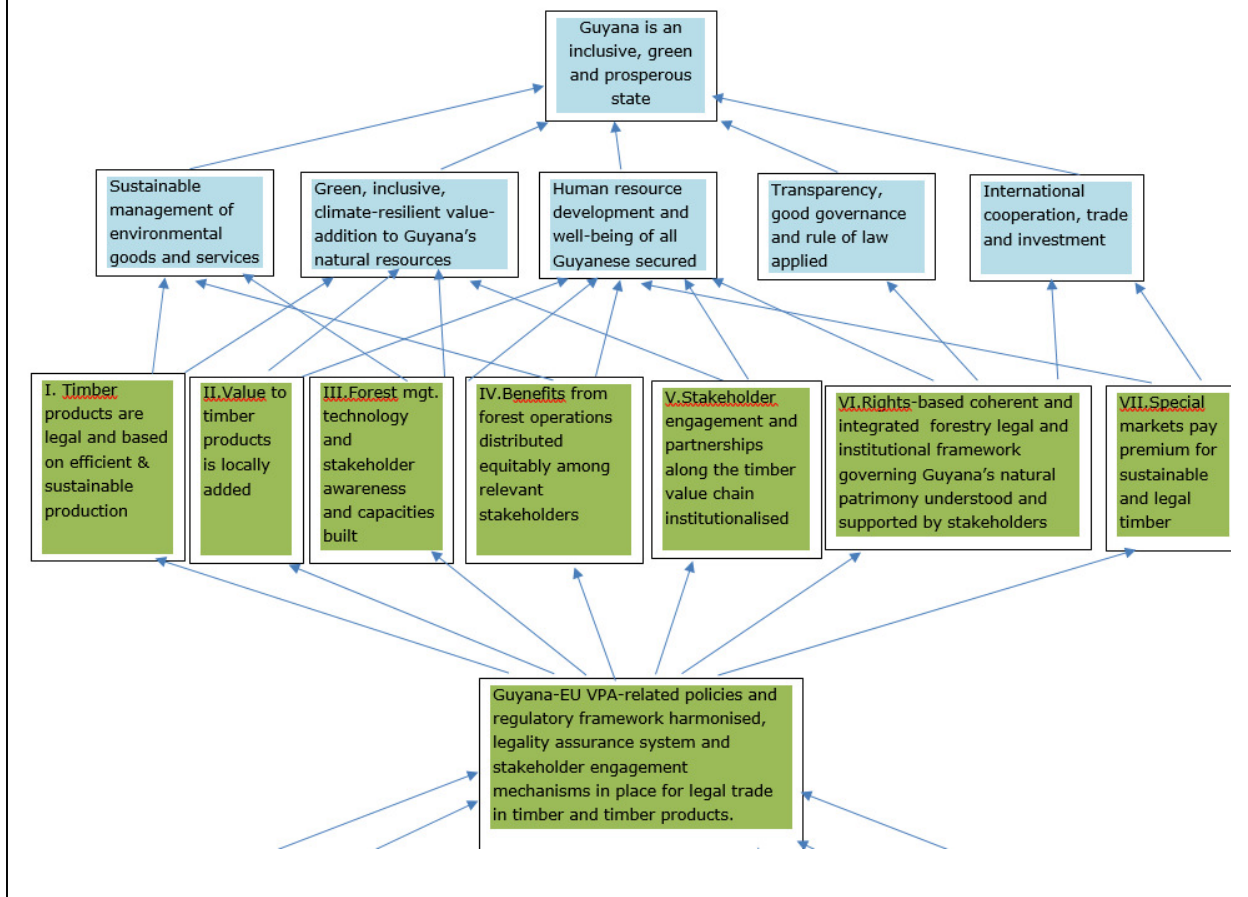 Guyana is an
inclusive, green
and prosperous
state
Sustainable
management of
environmental
goods and services
Green, inclusive,
climate-resilient value-
addition to Guyana's
natural resources
Human resource
development and
well-being of all
Guyanese secured
Transparency,
good governance
and rule of law
applied
International
cooperation, trade
and investment
I. Timber
products are
legal and based
on efficient &
sustainable
production
II.Value to
timber
products
is locally
added
III.Forest mgt.
technology
and
stakeholder
awareness
and capacities
built
IV.Benefits from
forest operations
distributed
equitably among
relevant
stakeholders
V.Stakeholder
engagement and
partnerships
along the timber
value chain
institutionalised
VI.Rights-based coherent and
integrated forestry legal and
institutional framework
governing Guyana's natural
patrimony understood and
supported by stakeholders
VII.Special
markets pay
premium for
sustainable
and legal
timber
Guyana-EU VPA-related policies and
regulatory framework harmonised,
legality assurance system and
stakeholder engagement
mechanisms in place for legal trade
in timber and timber products.